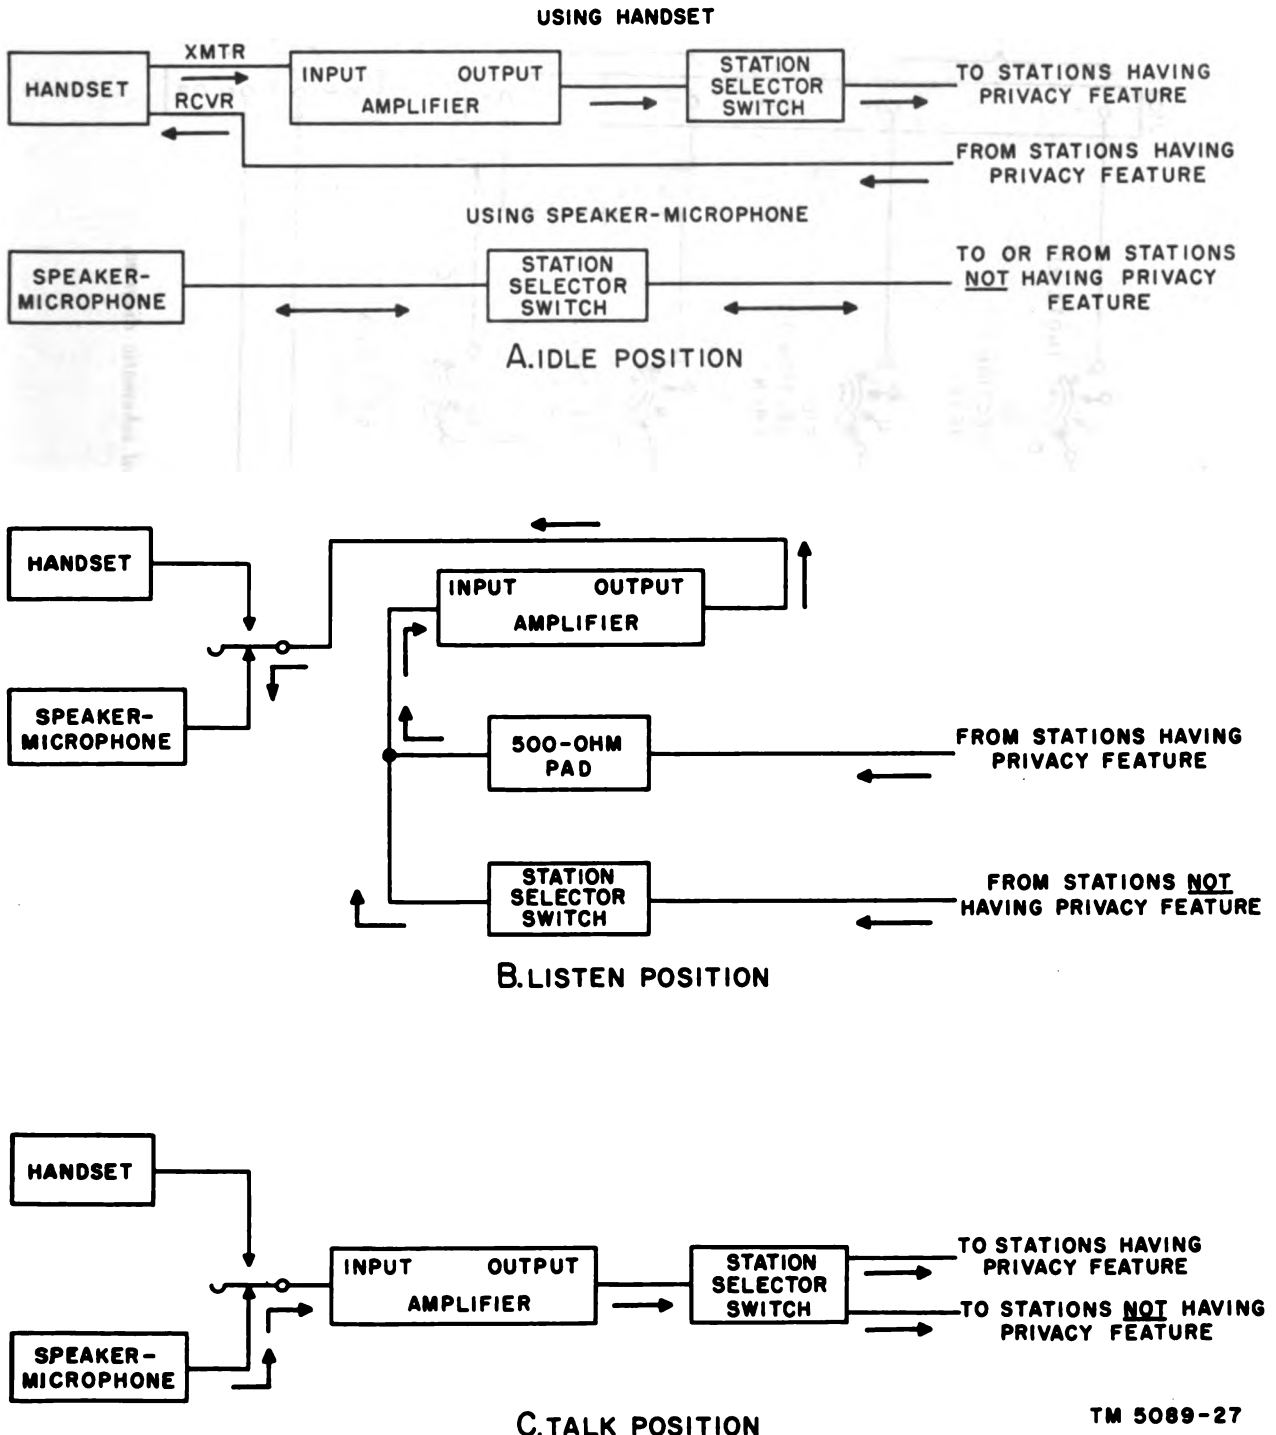 USING HANDSET
HANDSET
XMTR
RCVR
INPUT OUTPUT
AMPLIFIER
STATION
SELECTOR
SWITCH
TO STATIONS HAVING
PRIVACY FEATURE
FROM STATIONS HAVING
PRIVACY FEATURE
USING SPEAKER-MICROPHONE
SPEAKER-
MICROPHONE
STATION
SELECTOR
SWITCH
TO OR FROM STATIONS
NOT HAVING PRIVACY
FEATURE
A. IDLE POSITION
HANDSET
INPUT OUTPUT
AMPLIFIER
SPEAKER-
MICROPHONE
500-OHM
PAD
FROM STATIONS HAVING
PRIVACY FEATURE
STATION
SELECTOR
SWITCH
FROM STATIONS NOT
HAVING PRIVACY FEATURE
B. LISTEN POSITION
HANDSET
INPUT OUTPUT
AMPLIFIER
STATION
SELECTOR
SWITCH
TO STATIONS HAVING
PRIVACY FEATURE
TO STATIONS NOT HAVING
PRIVACY FEATURE
SPEAKER-
MICROPHONE
C. TALK POSITION
TM 5089-27